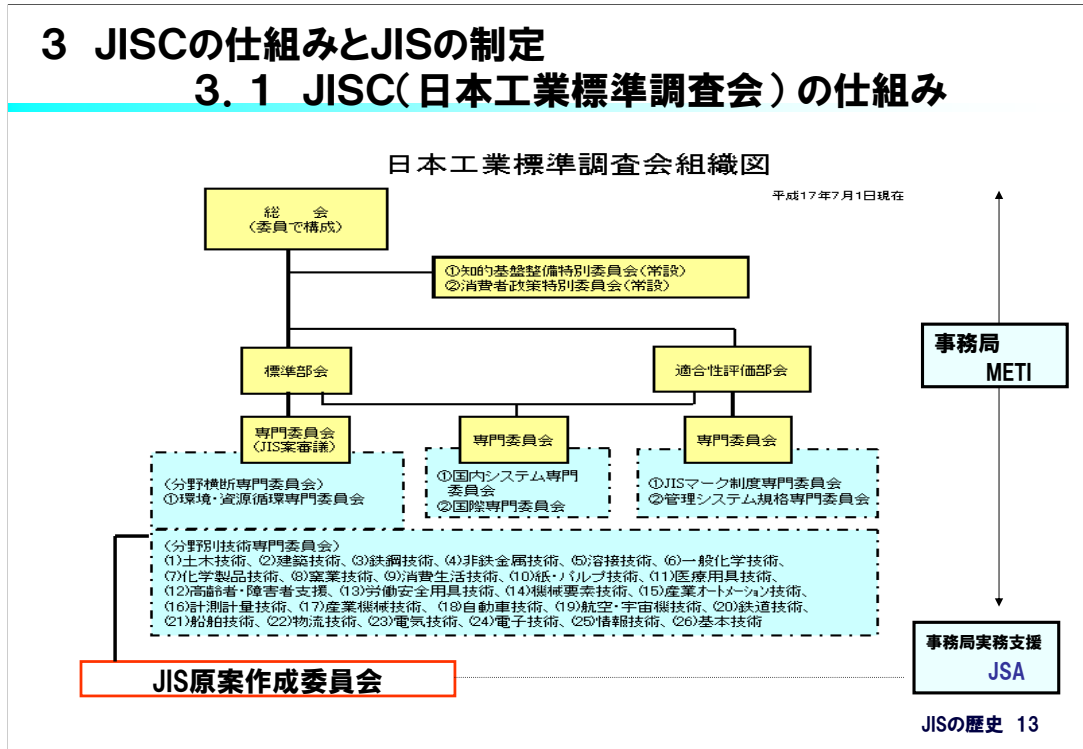 3 JISCの仕組みとJISの制定
3.1 JISC(日本工業標準調査会)の仕組み
日本工業標準調査会組織図
平成17年7月1日現在
総 会
(委員で構成)
①知的基盤整備特別委員会(常設)
②消費者政策特別委員会(常設)
事務局
METI
標準部会
適合性評価部会
専門委員会
(JIS案審議)
専門委員会
専門委員会
(分野横断専門委員会)
①環境・資源循環専門委員会
①国内システム専門
委員会
②国際専門委員会
①JISマーク制度専門委員会
②管理システム規格専門委員会
(分野別技術専門委員会)
(1)土木技術、(2)建築技術、(3)鉄鋼技術、(4)非鉄金属技術、(5)溶接技術、(6)一般化学技術、
(7)化学製品技術、(8)窯業技術、(9)消費生活技術、(10)紙・パルプ技術、(11)医療用具技術、
(12)高齢者・障害者支援、(13)労働安全用具技術、(14)機械要素技術、(15)産業オートメーション技術、
(16)計測計量技術、(17)産業機械技術、(18)自動車技術、(19)航空・宇宙機技術、(20)鉄道技術、
(21)船舶技術、(22)物流技術、(23)電気技術、(24)電子技術、(25)情報技術、(26)基本技術
JIS原案作成委員会
事務局実務支援
JSA
JISの歴史 13